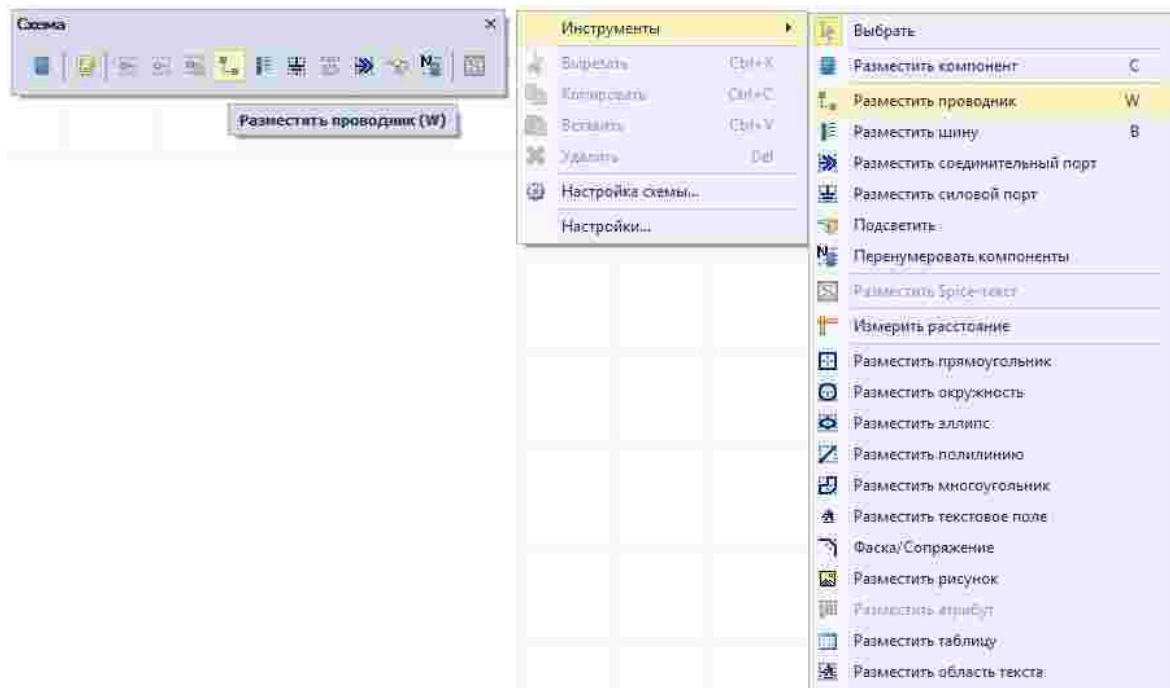 Схема
Разместить проводник (W)
Инструменты
Вырезать Ctrl+X
Копировать Ctrl+C
Вставить Ctrl+V
Удалить Del
Настройка схемы...
Настройки...
Выбрать
Разместить компонент C
Разместить проводник W
Разместить шину B
Разместить соединительный порт
Разместить силовой порт
Подсветить
Перенумеровать компоненты
Разместить Spice-текст
Измерить расстояние
Разместить прямоугольник
Разместить окружность
Разместить эллипс
Разместить полилинию
Разместить многоугольник
Разместить текстовое поле
Фаска/Сопряжение
Разместить рисунок
Разместить атрибут
Разместить таблицу
Разместить область текста